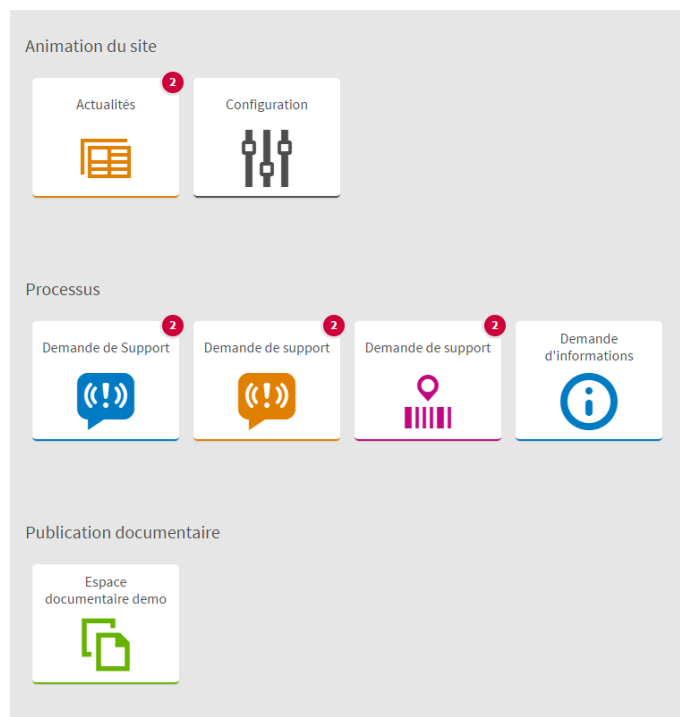 Animation du site
2
Actualités
Configuration
Processus
2
2
2
Demande de Support
Demande de support
Demande de support
Demande
d'informations
Publication documentaire
Espace
documentaire demo